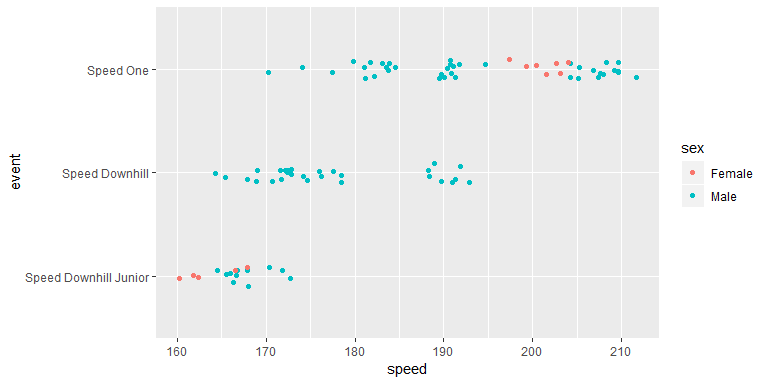 Speed One
Speed Downhill
Speed Downhill Junior
event
160 170 180 190 200 210
speed
sex
Female
Male